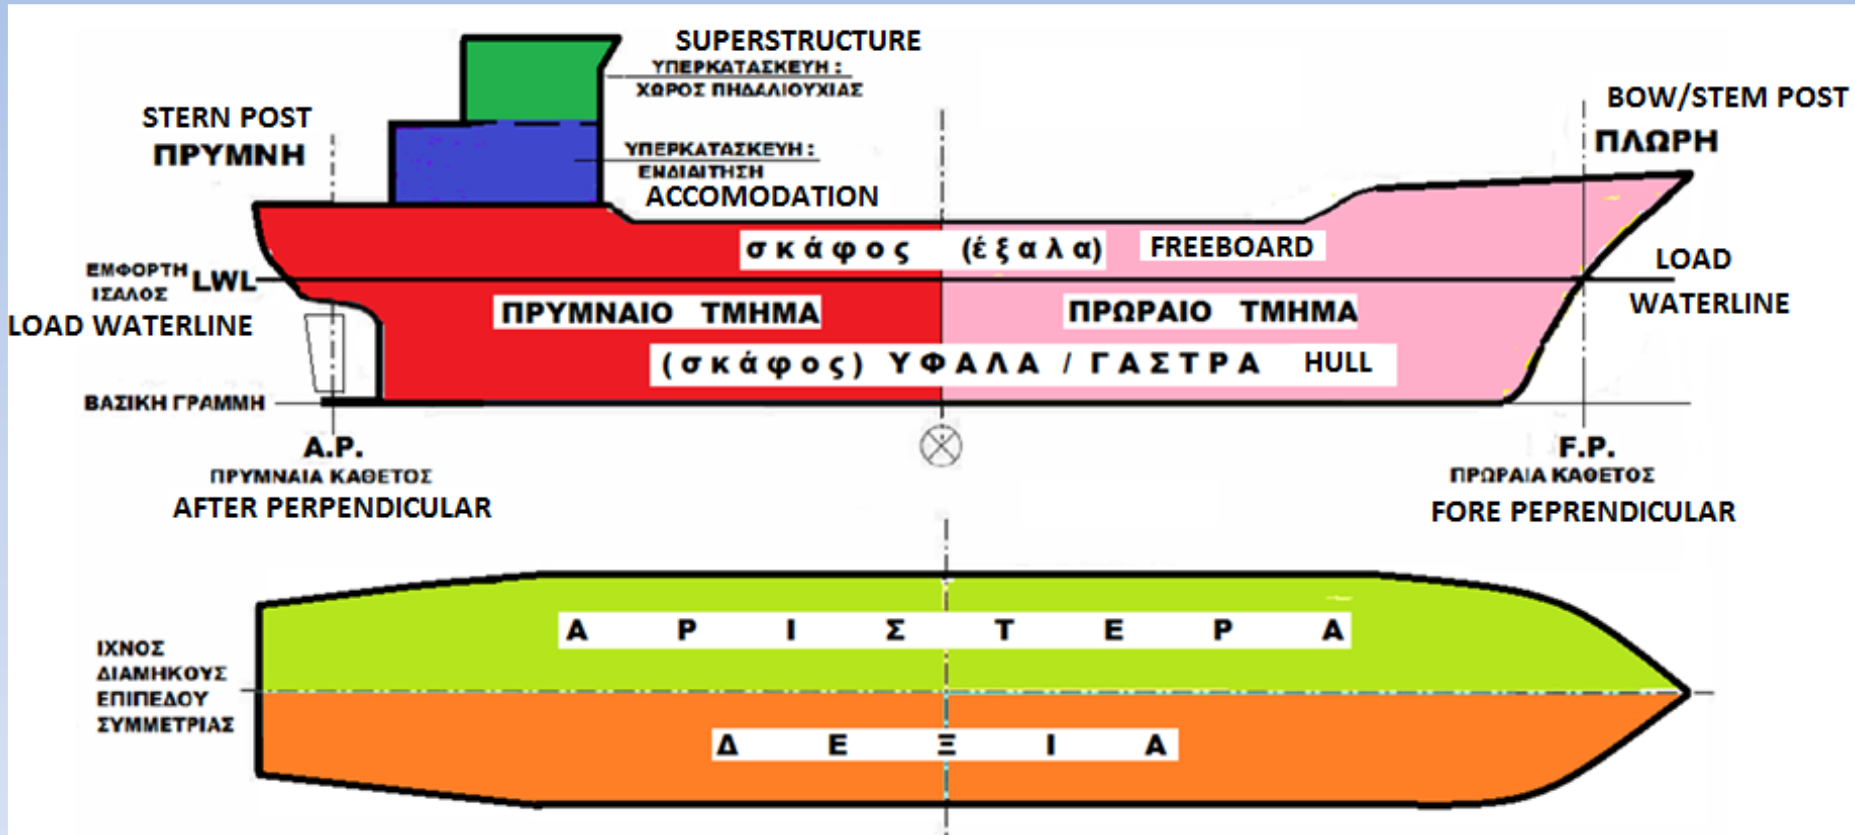 SUPERSTRUCTURE
ΥΠΕΡΚΑΤΑΣΚΕΥΗ :
ΧΩΡΟΣ ΠΗΔΑΛΙΟΥΧΙΑΣ
STERN POST
ΠΡΥΜΝΗ
BOW/STEM POST
ΠΛΩΡΗ
ΥΠΕΡΚΑΤΑΣΚΕΥΗ :
ΕΝΔΙΑΙΤΗΣΗ
ACCOMODATION
σκάφος (έξαλα) FREEBOARD
ΕΜΦΟΡΤΗ
ΙΣΑΛΟΣ
LWL
LOAD WATERLINE
LOAD
WATERLINE
ΠΡΥΜΝΑΙΟ ΤΜΗΜΑ
ΠΡΩΡΑΙΟ ΤΜΗΜΑ
(σκάφος) ΥΦΑΛΑ / ΓΑΣΤΡΑ HULL
ΒΑΣΙΚΗ ΓΡΑΜΜΗ
A.P.
ΠΡΥΜΝΑΙΑ ΚΑΘΕΤΟΣ
AFTER PERPENDICULAR
F.P.
ΠΡΩΡΑΙΑ ΚΑΘΕΤΟΣ
FORE PEPRENDICULAR
ΑΡΙΣΤΕΡΑ
ΙΧΝΟΣ
ΔΙΑΜΗΚΟΥΣ
ΕΠΙΠΕΔΟΥ
ΣΥΜΜΕΤΡΙΑΣ
ΔΕΞΙΑ